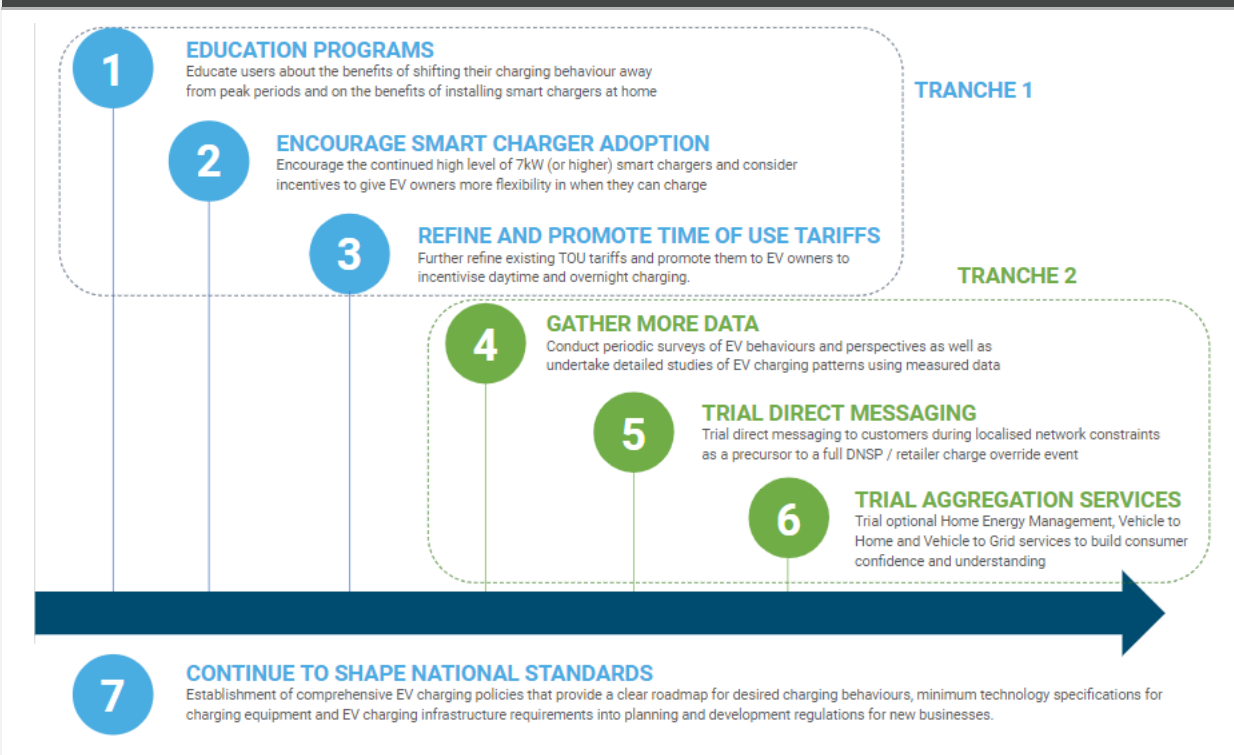 1
EDUCATION PROGRAMS
Educate users about the benefits of shifting their charging behaviour away
from peak periods and on the benefits of installing smart chargers at home
TRANCHE 1
2
ENCOURAGE SMART CHARGER ADOPTION
Encourage the continued high level of 7kW (or higher) smart chargers and consider
incentives to give EV owners more flexibility in when they can charge
3
REFINE AND PROMOTE TIME OF USE TARIFFS
Further refine existing TOU tariffs and promote them to EV owners to
incentivise daytime and overnight charging.
TRANCHE 2
4
GATHER MORE DATA
Conduct periodic surveys of EV behaviours and perspectives as well as
undertake detailed studies of EV charging patterns using measured data
5
TRIAL DIRECT MESSAGING
Trial direct messaging to customers during localised network constraints
as a precursor to a full DNSP / retailer charge override event
6
TRIAL AGGREGATION SERVICES
Trial optional Home Energy Management, Vehicle to
Home and Vehicle to Grid services to build consumer
confidence and understanding
7
CONTINUE TO SHAPE NATIONAL STANDARDS
Establishment of comprehensive EV charging policies that provide a clear roadmap for desired charging behaviours, minimum technology specifications for
charging equipment and EV charging infrastructure requirements into planning and development regulations for new businesses.